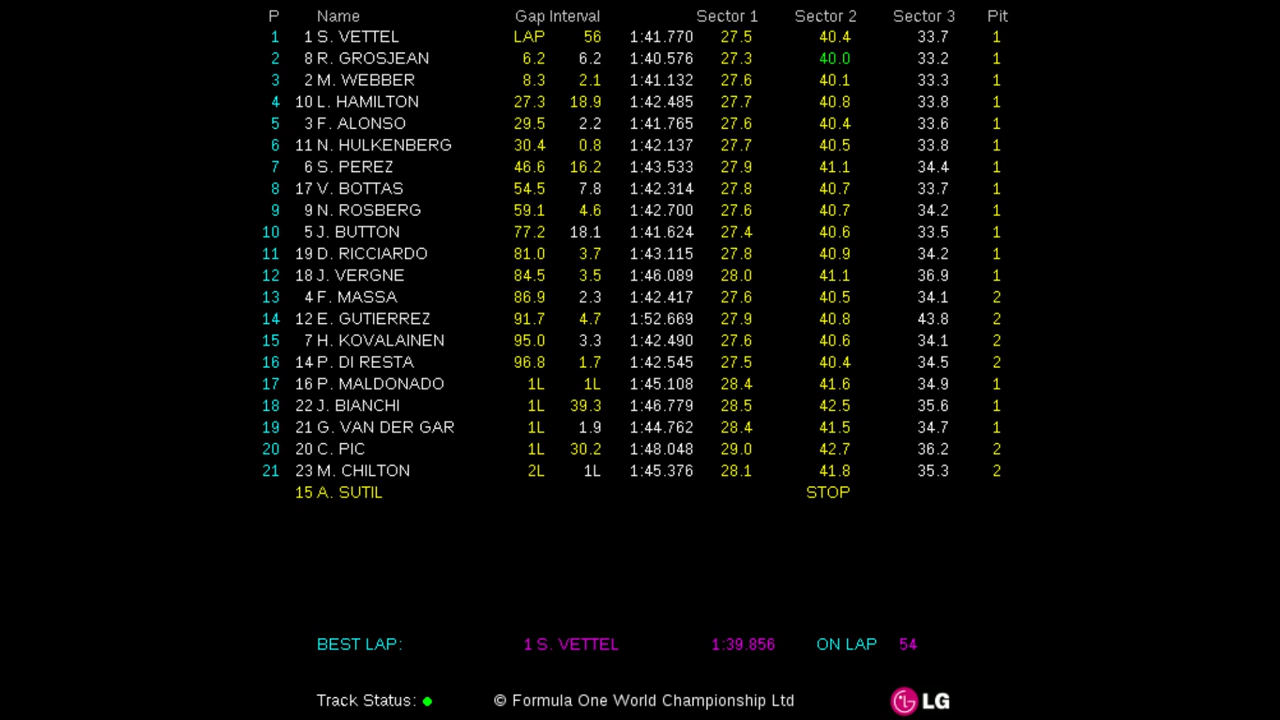 P Name Gap Interval Sector 1 Sector 2 Sector 3 Pit
1 1 S. VETTEL LAP 56 1:41.770 27.5 40.4 33.7 1
2 8 R. GROSJEAN 6.2 6.2 1:40.576 27.3 40.0 33.2 1
3 2 M. WEBBER 8.3 2.1 1:41.132 27.6 40.1 33.3 1
4 10 L. HAMILTON 27.3 18.9 1:42.485 27.7 40.8 33.8 1
5 3 F. ALONSO 29.5 2.2 1:41.765 27.6 40.4 33.6 1
6 11 N. HULKENBERG 30.4 0.8 1:42.137 27.7 40.5 33.8 1
7 6 S. PEREZ 46.6 16.2 1:43.533 27.9 41.1 34.4 1
8 17 V. BOTTAS 54.5 7.8 1:42.314 27.8 40.7 33.7 1
9 9 N. ROSBERG 59.1 4.6 1:42.700 27.6 40.7 34.2 1
10 5 J. BUTTON 77.2 18.1 1:41.624 27.4 40.6 33.5 1
11 19 D. RICCIARDO 81.0 3.7 1:43.115 27.8 40.9 34.2 1
12 18 J. VERGNE 84.5 3.5 1:46.089 28.0 41.1 36.9 1
13 4 F. MASSA 86.9 2.3 1:42.417 27.6 40.5 34.1 2
14 12 E. GUTIERREZ 91.7 4.7 1:52.669 27.9 40.8 43.8 2
15 7 H. KOVALAINEN 95.0 3.3 1:42.490 27.6 40.6 34.1 2
16 14 P. DI RESTA 96.8 1.7 1:42.545 27.5 40.4 34.5 2
17 16 P. MALDONADO 1L 1L 1:45.108 28.4 41.6 34.9 1
18 22 J. BIANCHI 1L 39.3 1:46.779 28.5 42.5 35.6 1
19 21 G. VAN DER GAR 1L 1.9 1:44.762 28.4 41.5 34.7 1
20 20 C. PIC 1L 30.2 1:48.048 29.0 42.7 36.2 2
21 23 M. CHILTON 2L 1L 1:45.376 28.1 41.8 35.3 2
15 A. SUTIL STOP
BEST LAP: 1 S. VETTEL 1:39.856 ON LAP 54
Track Status: © Formula One World Championship Ltd LG